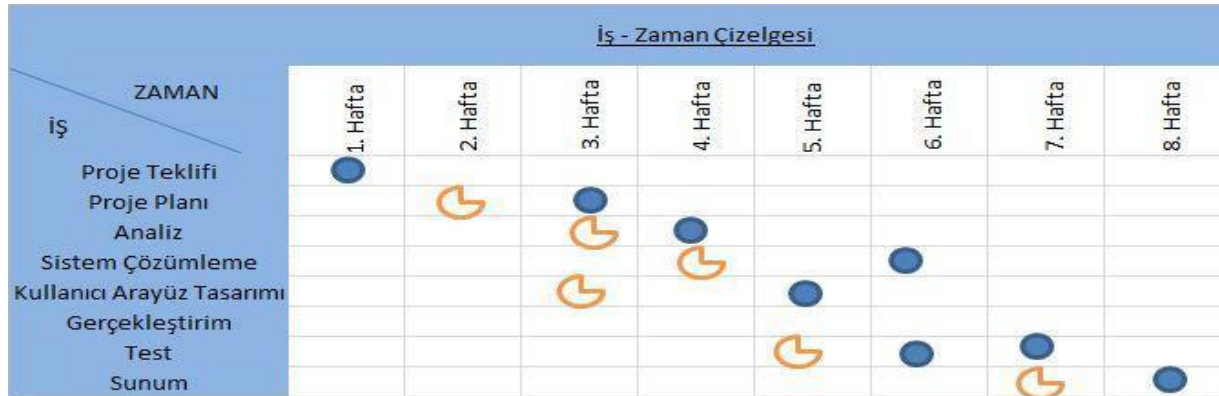 İş - Zaman Çizelgesi
ZAMAN
İŞ
1. Hafta
2. Hafta
3. Hafta
4. Hafta
5. Hafta
6. Hafta
7. Hafta
8. Hafta
Proje Teklifi
Proje Planı
Analiz
Sistem Çözümleme
Kullanıcı Arayüz Tasarımı
Gerçekleştirim
Test
Sunum